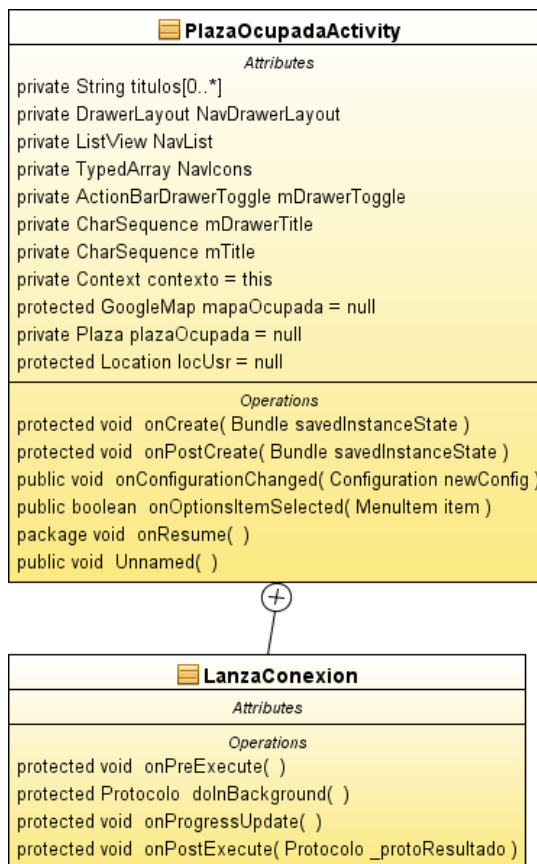 PlazaOcupadaActivity
Attributes
private String titulos[0..*]
private DrawerLayout NavDrawerLayout
private ListView NavList
private TypedArray NavIcons
private ActionBarDrawerToggle mDrawerToggle
private CharSequence mDrawerTitle
private CharSequence mTitle
private Context contexto = this
protected GoogleMap mapaOcupada = null
private Plaza plazaOcupada = null
protected Location locUsr = null
Operations
protected void onCreate( Bundle savedInstanceState )
protected void onPostCreate( Bundle savedInstanceState )
public void onConfigurationChanged( Configuration newConfig )
public boolean onOptionsItemSelected( MenuItem item )
package void onResume( )
public void Unnamed( )
LanzaConexion
Attributes
Operations
protected void onPreExecute( )
protected Protocolo doInBackground( )
protected void onProgressUpdate( )
protected void onPostExecute( Protocolo _protoResultado )